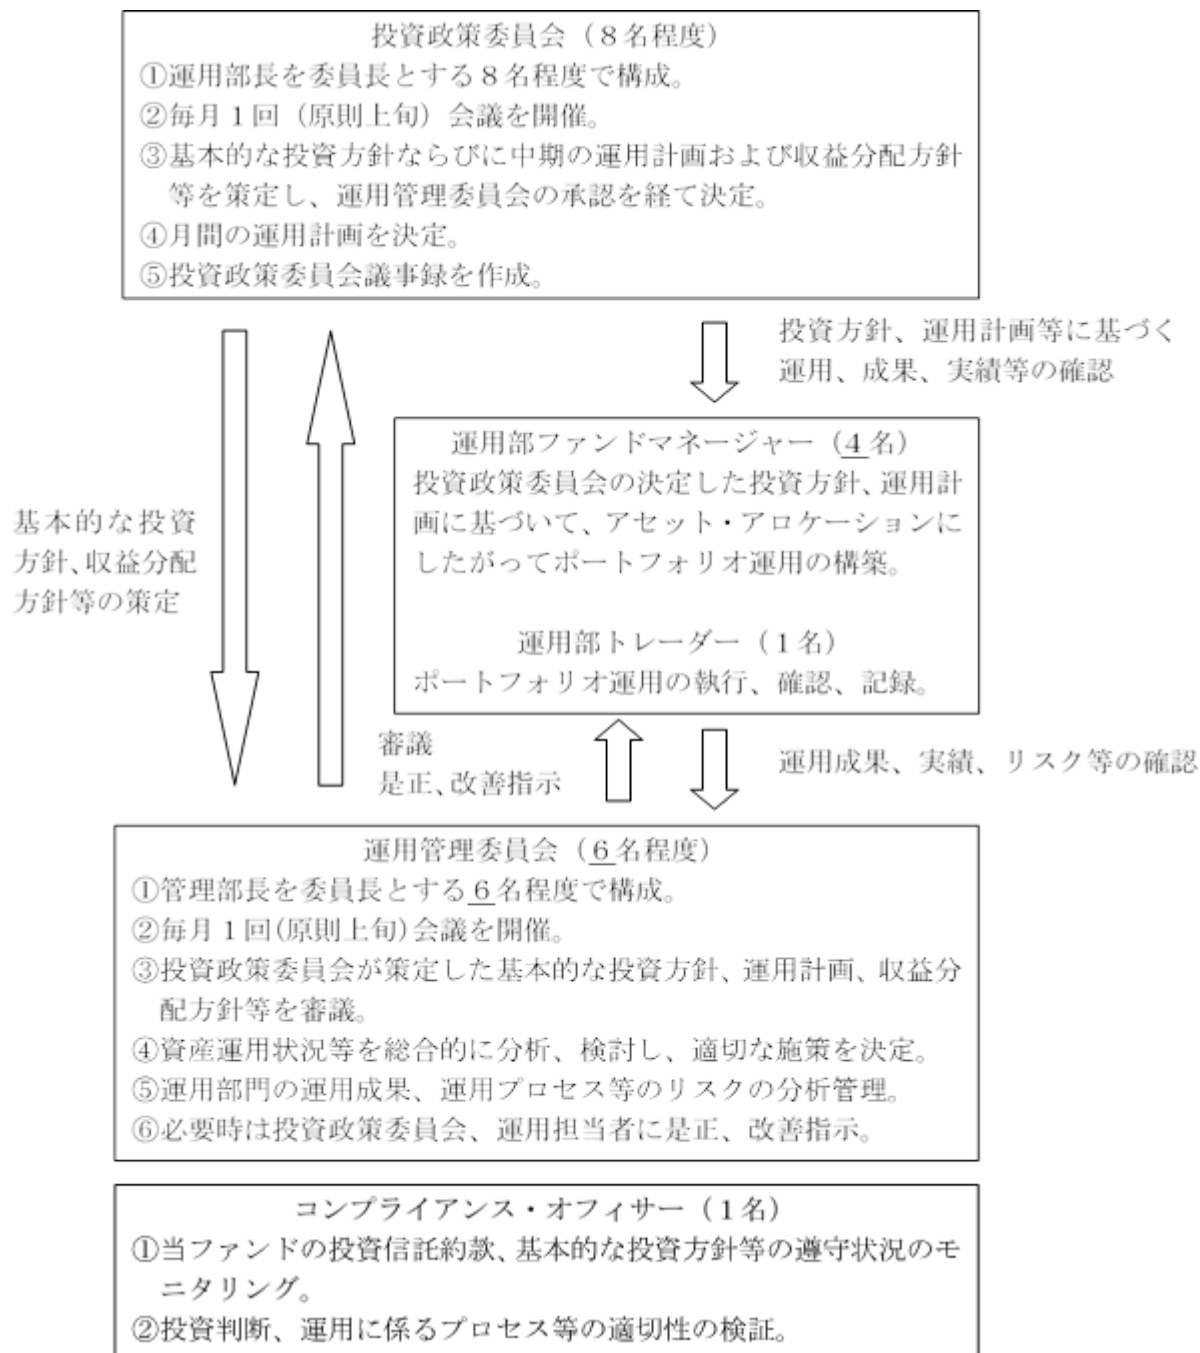 投資政策委員会（８名程度）
①運用部長を委員長とする８名程度で構成。
②毎月１回（原則上旬）会議を開催。
③基本的な投資方針ならびに中期の運用計画および収益分配方針
等を策定し、運用管理委員会の承認を経て決定。
④月間の運用計画を決定。
⑤投資政策委員会議事録を作成。
投資方針、運用計画等に基づく
運用、成果、実績等の確認
運用部ファンドマネージャー（４名）
投資政策委員会の決定した投資方針、運用計
画に基づいて、アセット・アロケーションに
したがってポートフォリオ運用の構築。
運用部トレーダー（１名）
ポートフォリオ運用の執行、確認、記録。
基本的な投資
方針、収益分配
方針等の策定
審議
是正、改善指示
運用成果、実績、リスク等の確認
運用管理委員会（６名程度）
①管理部長を委員長とする６名程度で構成。
②毎月１回(原則上旬)会議を開催。
③投資政策委員会が策定した基本的な投資方針、運用計画、収益分
配方針等を審議。
④資産運用状況等を総合的に分析、検討し、適切な施策を決定。
⑤運用部門の運用成果、運用プロセス等のリスクの分析管理。
⑥必要時は投資政策委員会、運用担当者に是正、改善指示。
コンプライアンス・オフィサー（１名）
①当ファンドの投資信託約款、基本的な投資方針等の遵守状況のモ
ニタリング。
②投資判断、運用に係るプロセス等の適切性の検証。